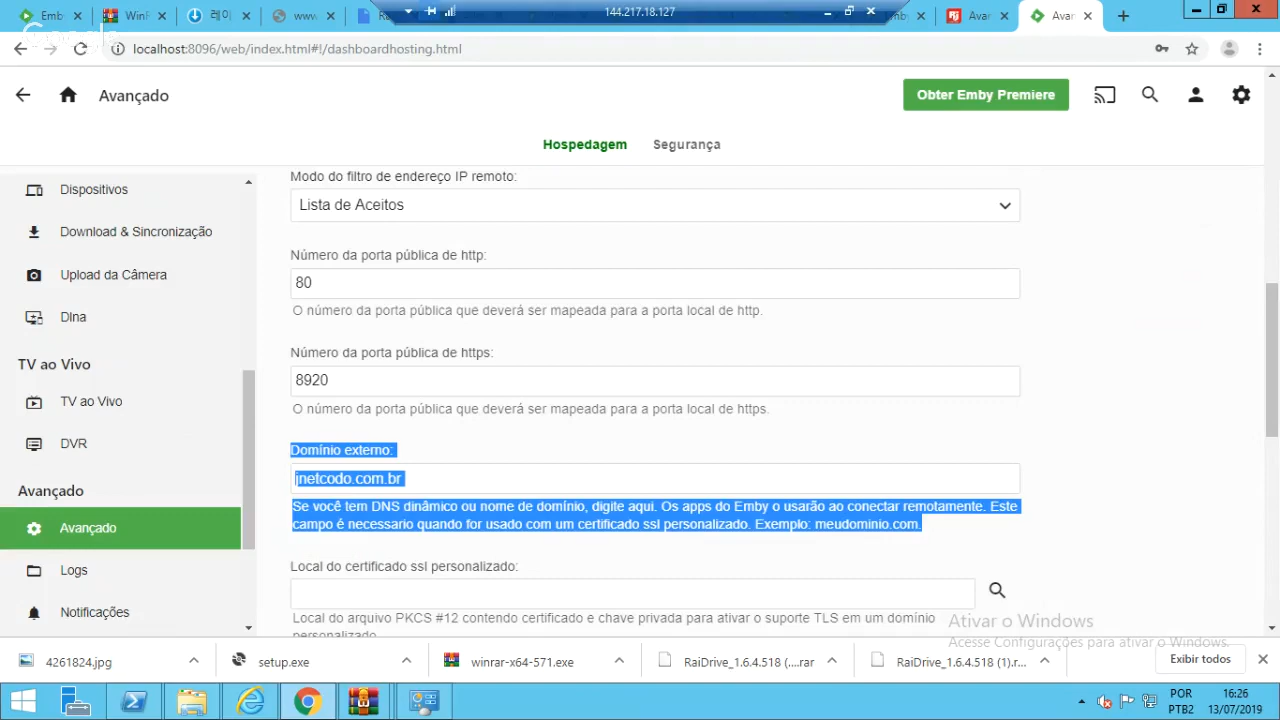 Emby
WinR
www
Re
144.217.18.127
Avar
Avar
localhost:8096/web/index.html#!/dashboardhosting.html
Avançado
Obter Emby Premiere
Hospedagem
Segurança
Dispositivos
Download & Sincronização
Upload da Câmera
Dlna
TV ao Vivo
TV ao Vivo
DVR
Avançado
Avançado
Logs
Notificações
Modo do filtro de endereço IP remoto:
Lista de Aceitos
Número da porta pública de http:
80
O número da porta pública que deverá ser mapeada para a porta local de http.
Número da porta pública de https:
8920
O número da porta pública que deverá ser mapeada para a porta local de https.
Domínio externo:
jnetcodo.com.br
Se você tem DNS dinâmico ou nome de domínio, digite aqui. Os apps do Emby o usarão ao conectar remotamente. Este
campo é necessario quando for usado com um certificado ssl personalizado. Exemplo: meudominio.com.
Local do certificado ssl personalizado:
Local do arquivo PKCS #12 contendo certificado e chave privada para ativar o suporte TLS em um domínio
personalizado
Ativar o Windows
Acesse Configurações para ativar o Windows.
4261824.jpg
setup.exe
winrar-x64-571.exe
RaiDrive_1.6.4.518 (....rar
RaiDrive_1.6.4.518 (1).r...
Exibir todos
POR
PTB2
16:26
13/07/2019